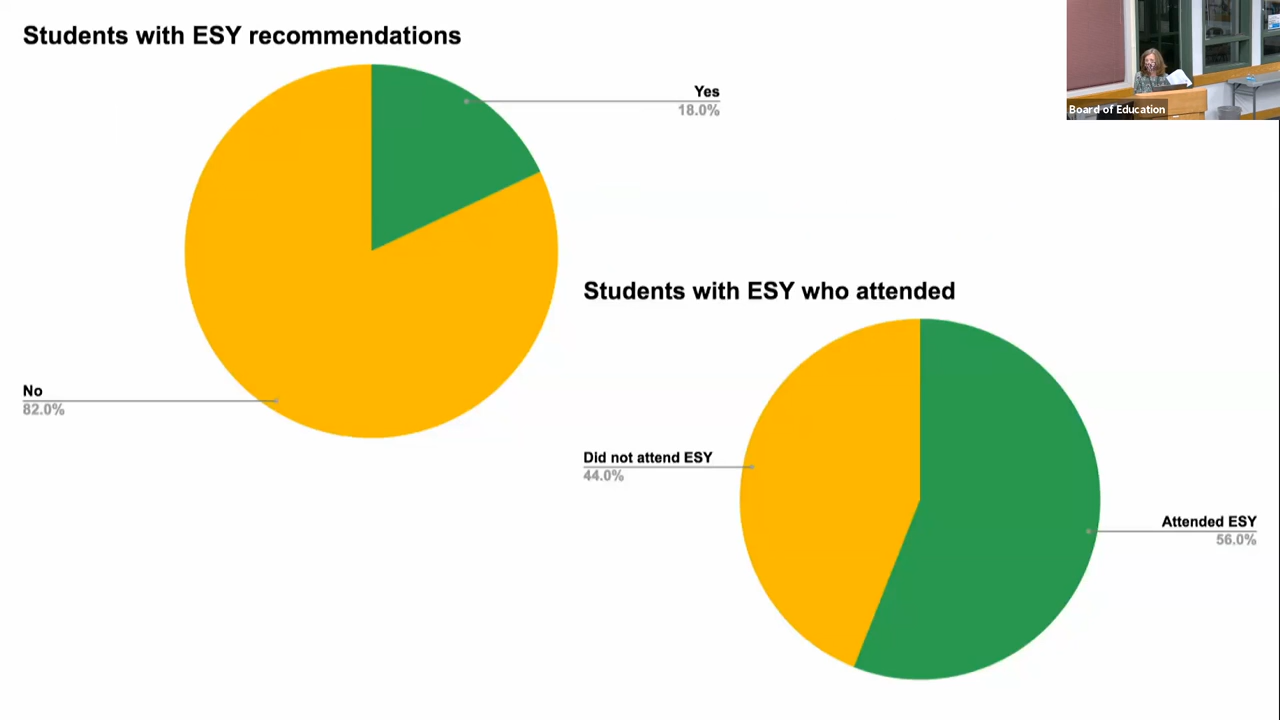 Students with ESY recommendations
Yes
18.0%
Board of Education
No
82.0%
Students with ESY who attended
Did not attend ESY
44.0%
Attended ESY
56.0%